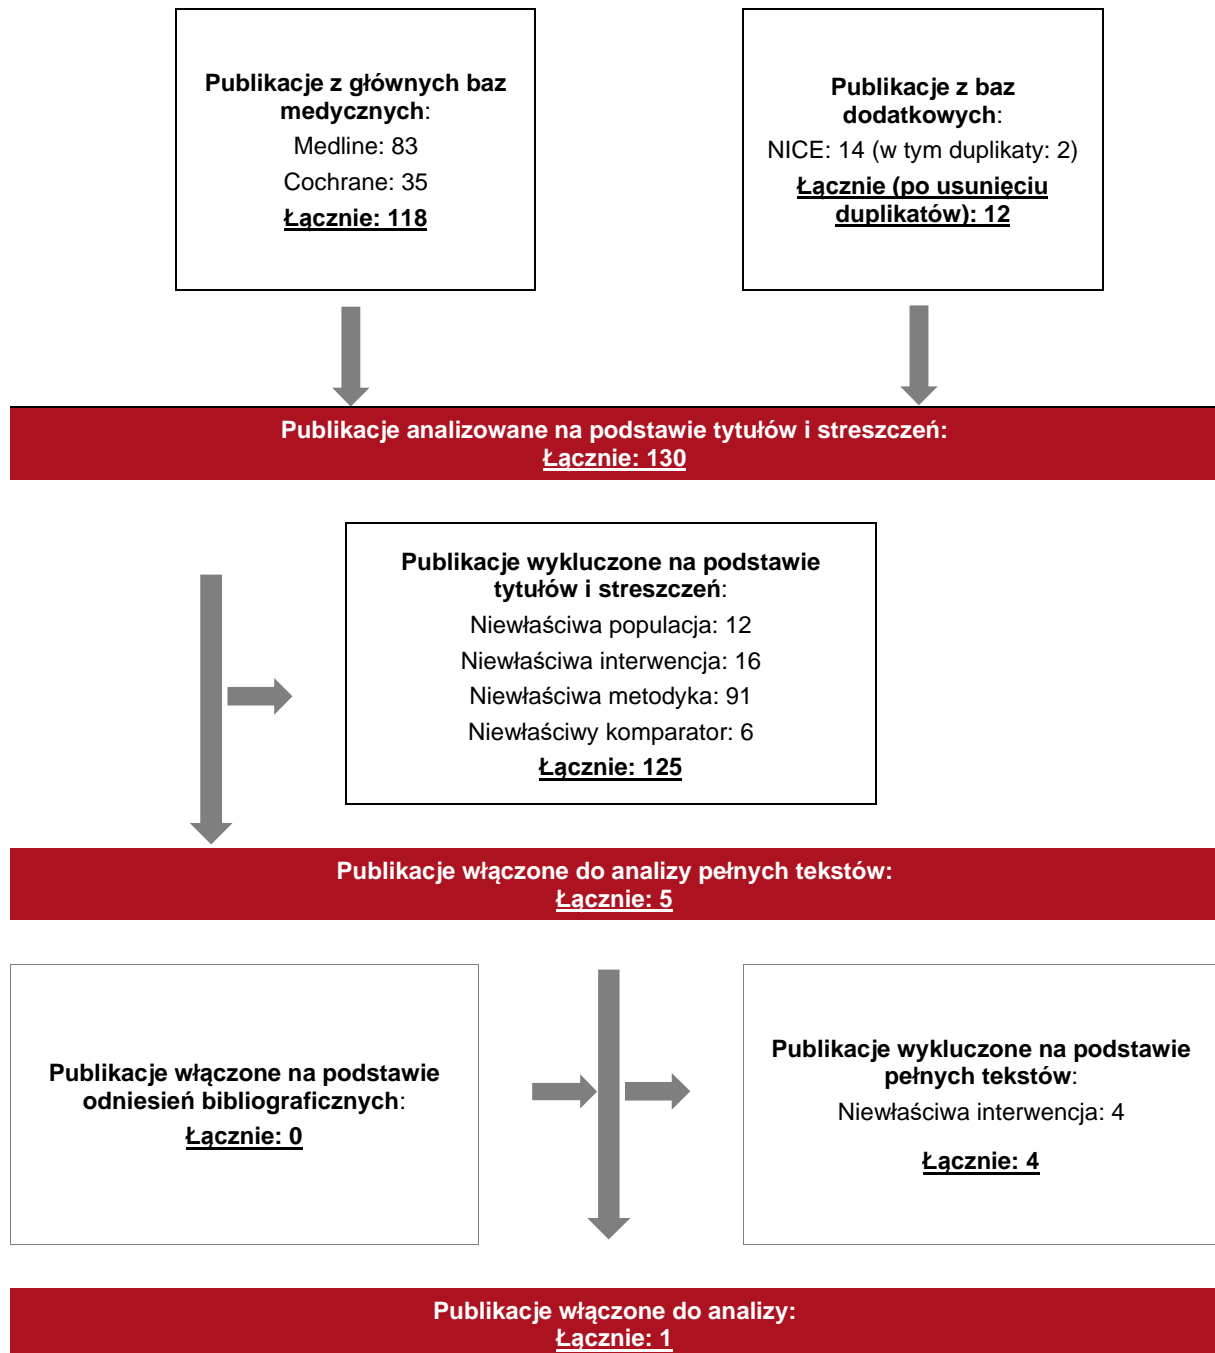 Publikacje z głównych baz
medycznych:
Medline: 83
Cochrane: 35
Łącznie: 118
Publikacje z baz
dodatkowych:
NICE: 14 (w tym duplikaty: 2)
Łącznie (po usunięciu
duplikatów): 12
Publikacje analizowane na podstawie tytułów i streszczeń:
Łącznie: 130
Publikacje wykluczone na podstawie
tytułów i streszczeń:
Niewłaściwa populacja: 12
Niewłaściwa interwencja: 16
Niewłaściwa metodyka: 91
Niewłaściwy komparator: 6
Łącznie: 125
Publikacje włączone do analizy pełnych tekstów:
Łącznie: 5
Publikacje włączone na podstawie
odniesień bibliograficznych:
Łącznie: 0
Publikacje wykluczone na podstawie
pełnych tekstów:
Niewłaściwa interwencja: 4
Łącznie: 4
Publikacje włączone do analizy:
Łącznie: 1